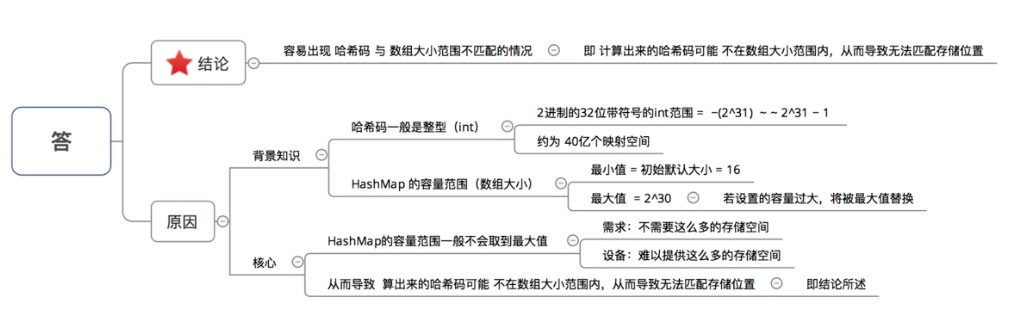 答
结论
容易出现 哈希码 与 数组大小范围不匹配的情况
即 计算出来的哈希码可能 不在数组大小范围内，从而导致无法匹配存储位置
原因
背景知识
哈希码一般是整型（int）
2进制的32位带符号的int范围 = −(2^31) ~ ~ 2^31 − 1
约为 40亿个映射空间
HashMap 的容量范围（数组大小）
最小值 = 初始默认大小 = 16
最大值 = 2^30
若设置的容量过大，将被最大值替换
核心
HashMap的容量范围一般不会取到最大值
需求：不需要这么多的存储空间
设备：难以提供这么多的存储空间
从而导致 算出来的哈希码可能 不在数组大小范围内，从而导致无法匹配存储位置
即结论所述